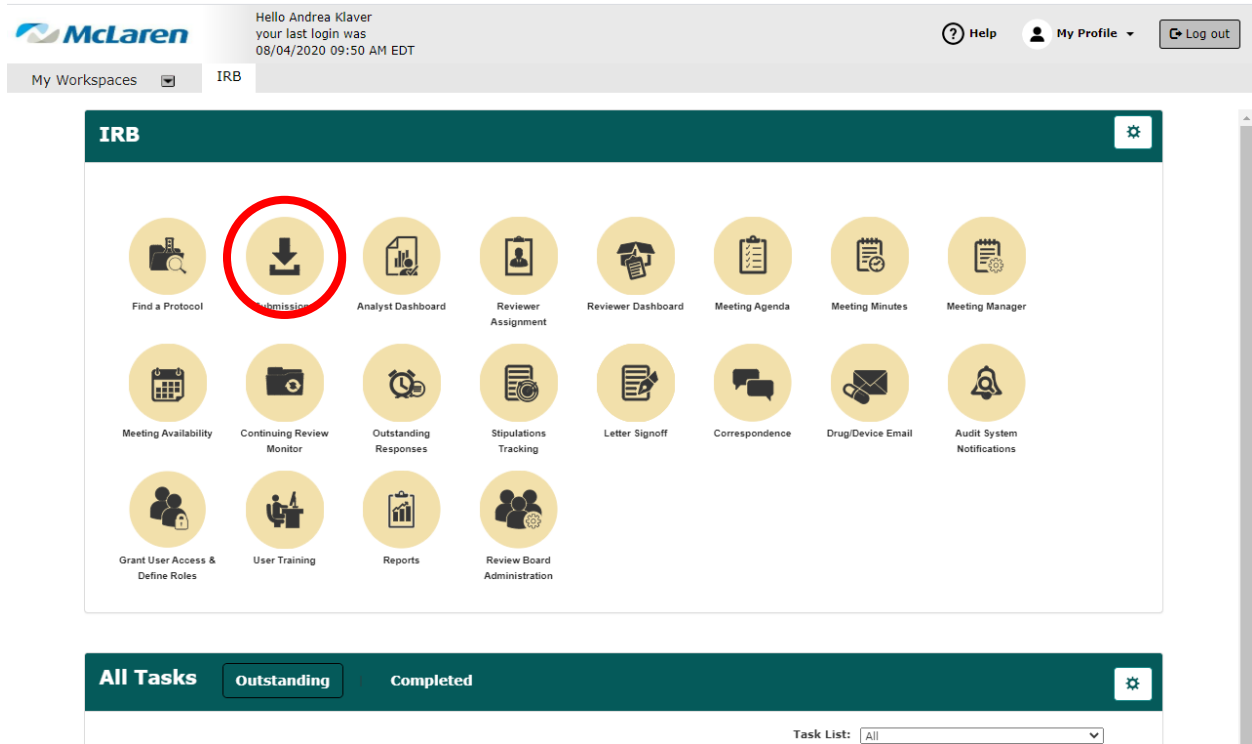 McLaren
Hello Andrea Klaver
your last login was
08/04/2020 09:50 AM EDT
? Help
My Profile
Log out
My Workspaces
IRB
IRB
Find a Protocol
Submissions
Analyst Dashboard
Reviewer
Assignment
Reviewer Dashboard
Meeting Agenda
Meeting Minutes
Meeting Manager
Meeting Availability
Continuing Review
Monitor
Outstanding
Responses
Stipulations
Tracking
Letter Signoff
Correspondence
Drug/Device Email
Audit System
Notifications
Grant User Access &
Define Roles
User Training
Reports
Review Board
Administration
All Tasks
Outstanding
Completed
Task List: All